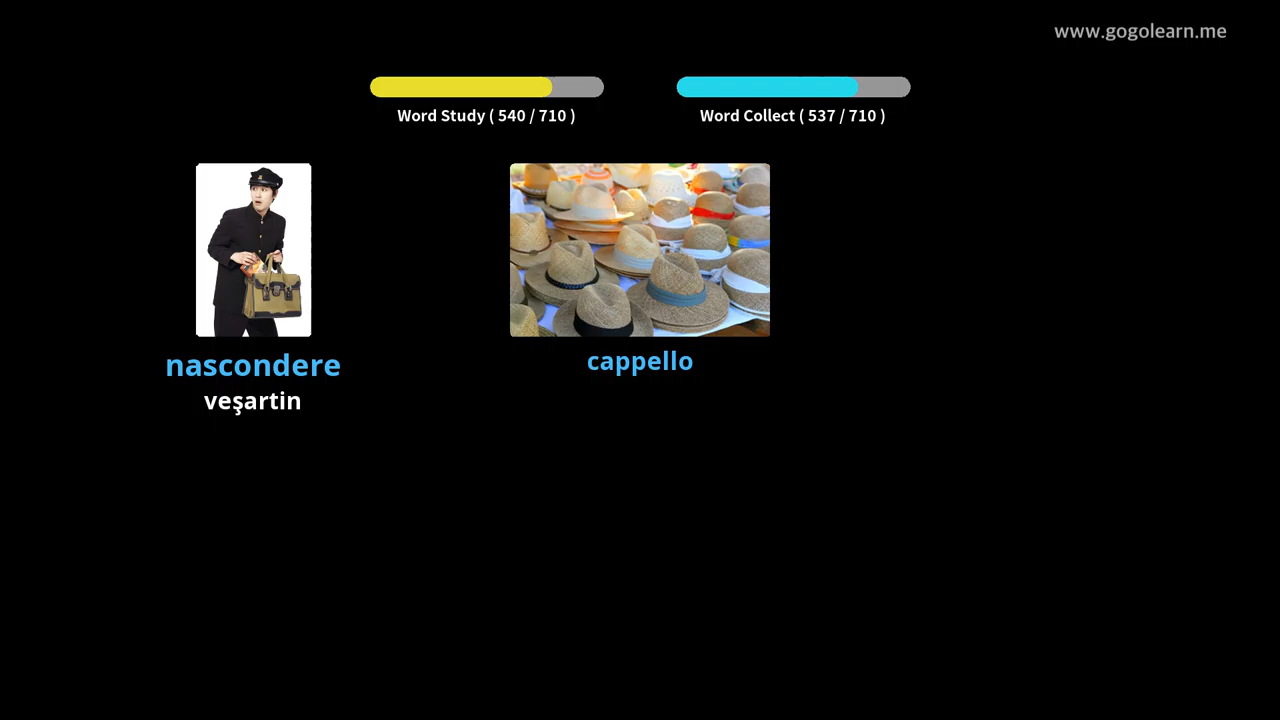 www.gogolearn.me
Word Study ( 540 / 710 )
Word Collect ( 537 / 710 )
nascondere
veşartin
cappello